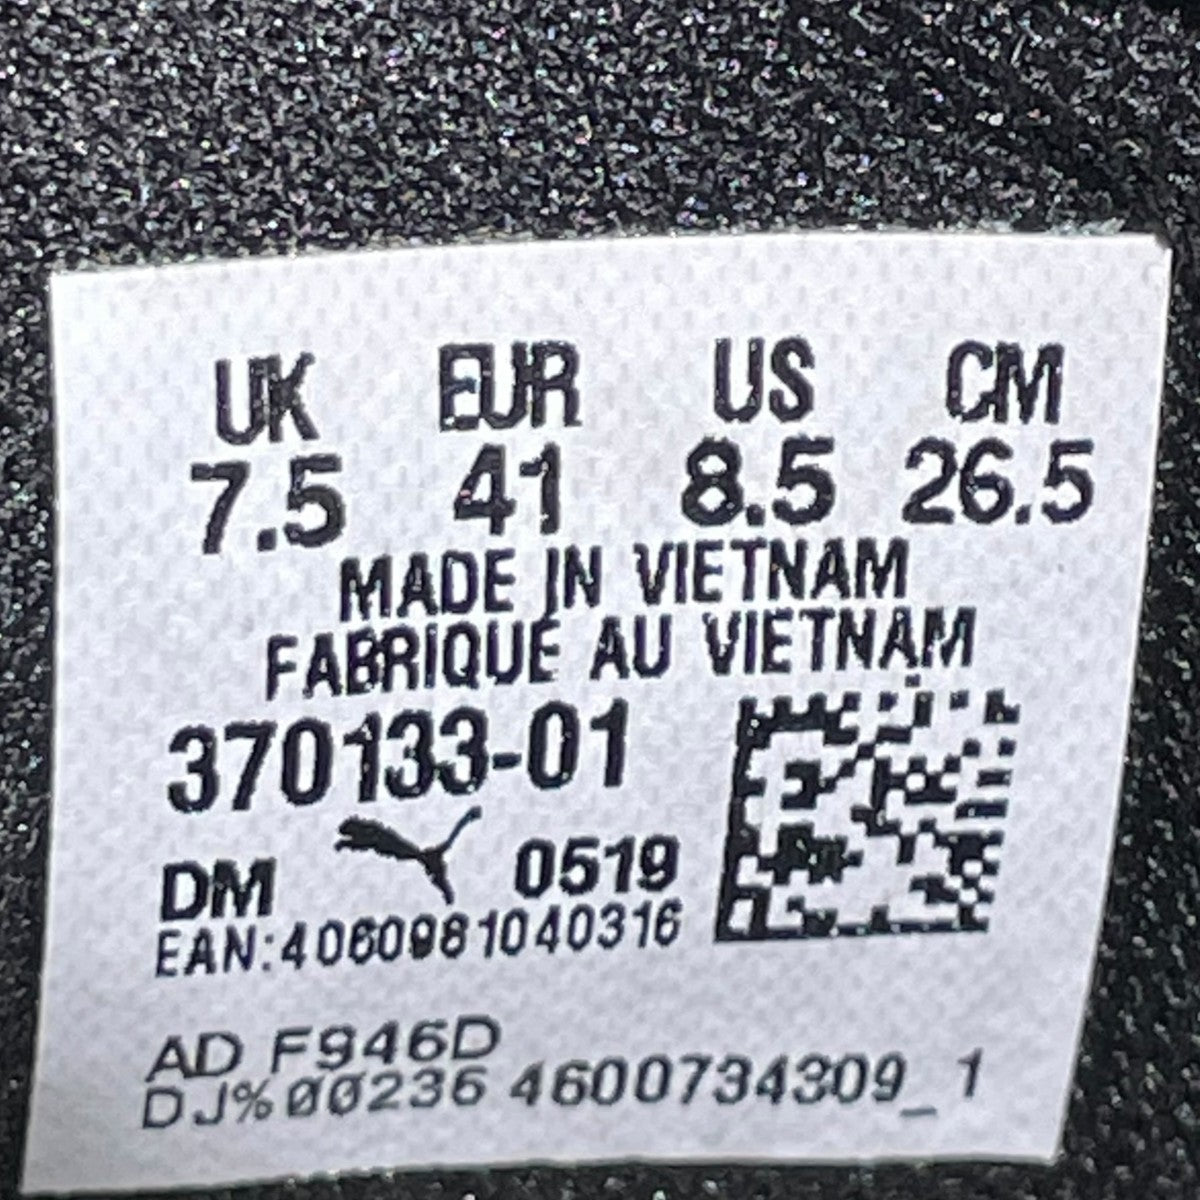 UK EUR US CM
7.5 41 8.5 26.5
MADE IN VIETNAM
FABRIQUÉ AU VIETNAM
370133-01
DM 0519
EAN:4060981040316
AD F946D
DJ%00236 4600734309_1